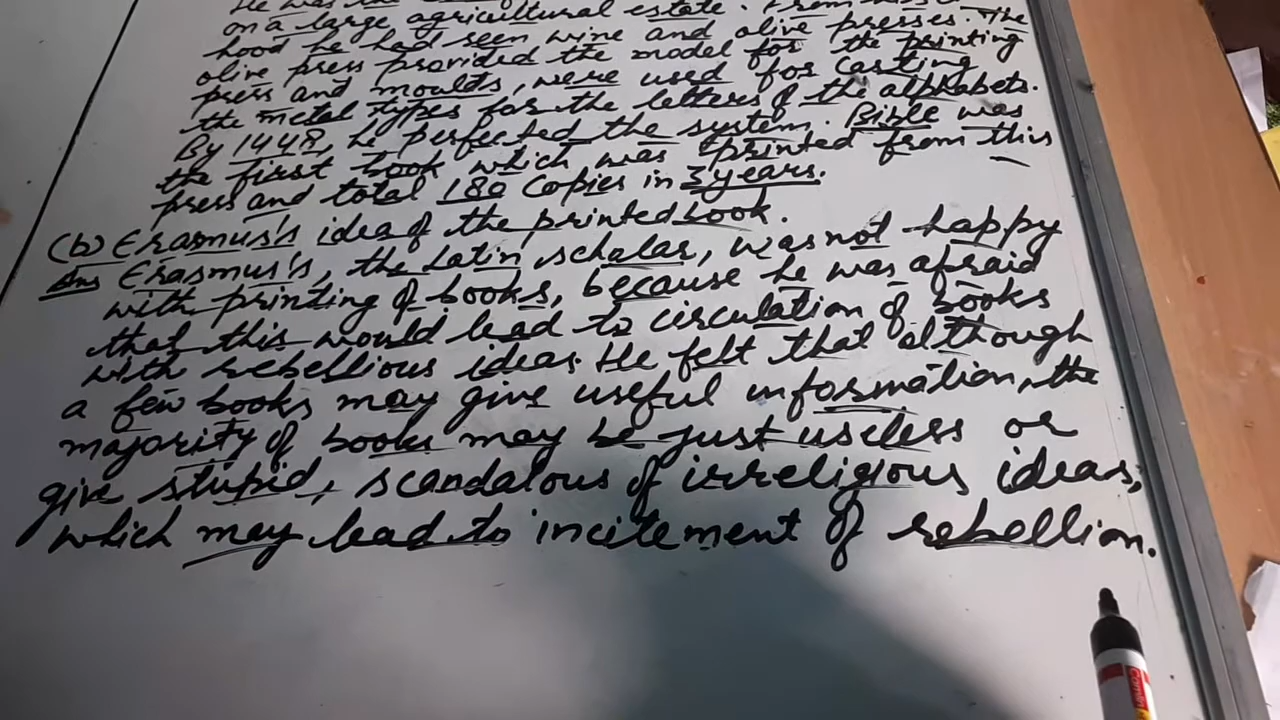 He was the
on a large agricultural estate. From
hood he had seen wine and olive presses. The
olive press provided the model for the printing
press and moulds, were used for casting
the metal types for the letters of the alphabets.
By 1448, he perfected the system. Bible was
the first book which was printed from this
press and total 180 Copies in 3 years.
(b) Erasmus's idea of the printed book.
Ans Erasmus's, the Latin scholar, was not happy
with printing of books, because he was afraid
that this would lead to circulation of books
with rebellious ideas. He felt that although
a few books may give useful information, the
majority of books may be just useless or
give stupid, scandalous of irreligious ideas,
which may lead to incitement of rebellion.